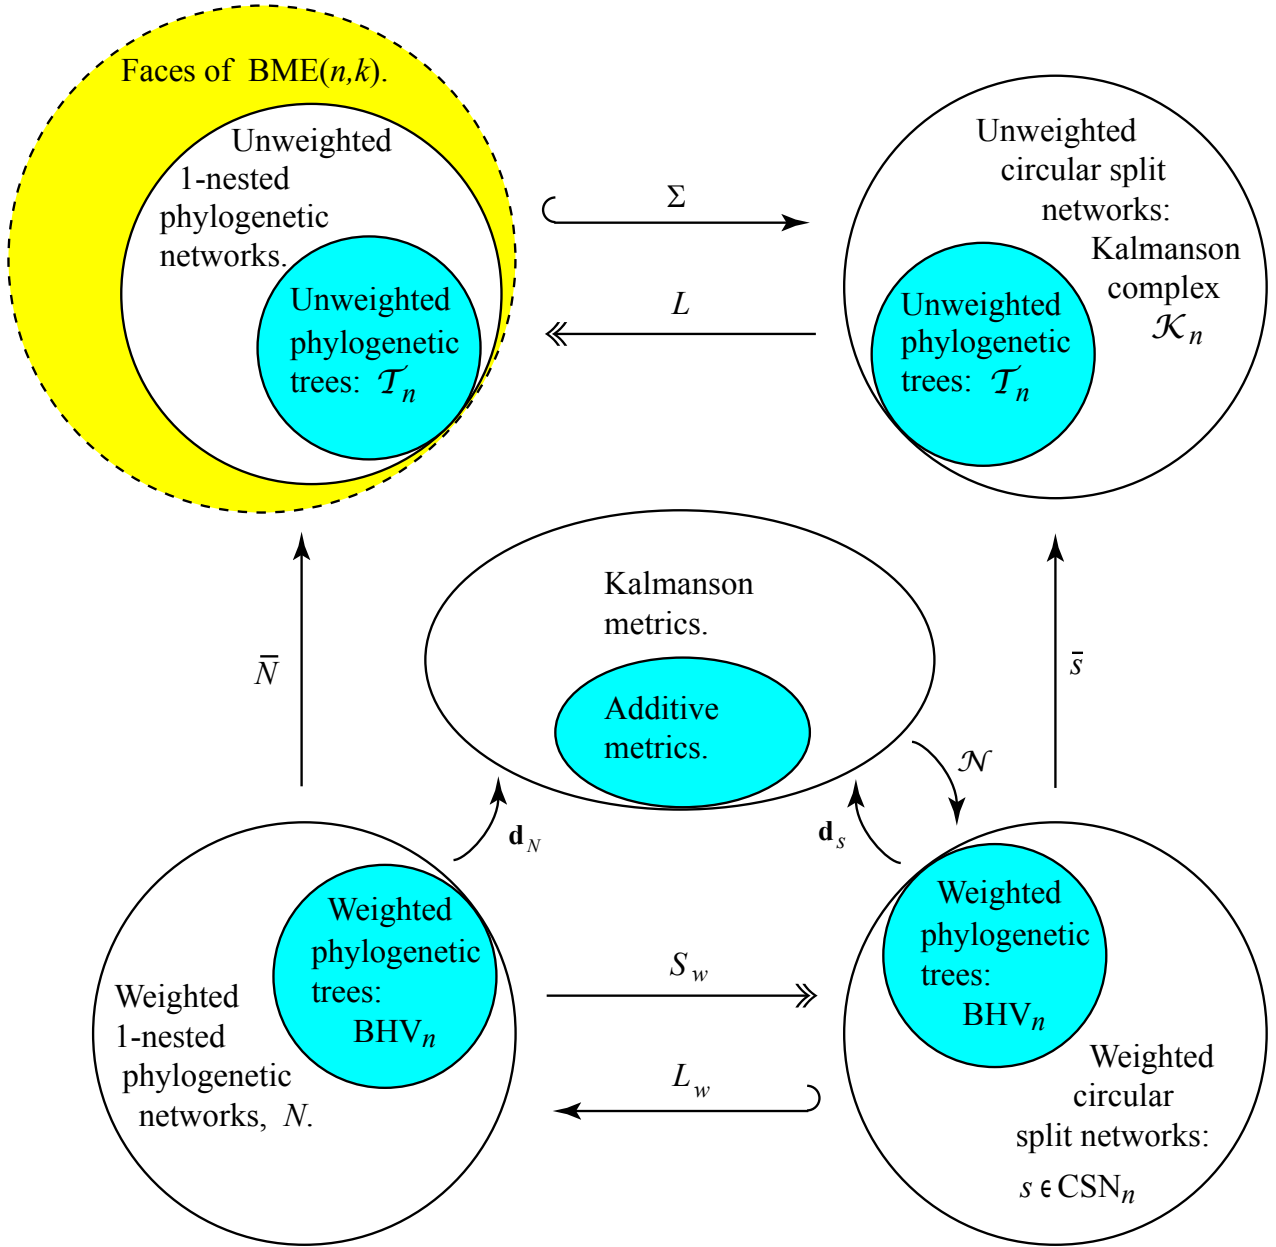 Faces of BME(n,k).
Unweighted
1-nested
phylogenetic
networks.
Unweighted
phylogenetic
trees: 𝒯n
Σ
L
Unweighted
circular split
networks:
Kalmanson
complex
𝒦n
Unweighted
phylogenetic
trees: 𝒯n
N̄
Kalmanson
metrics.
Additive
metrics.
s̄
𝒩
dN
ds
Weighted
phylogenetic
trees:
BHVn
Weighted
1-nested
phylogenetic
networks, N.
Sw
Lw
Weighted
phylogenetic
trees:
BHVn
Weighted
circular
split networks:
s ϵ CSNn